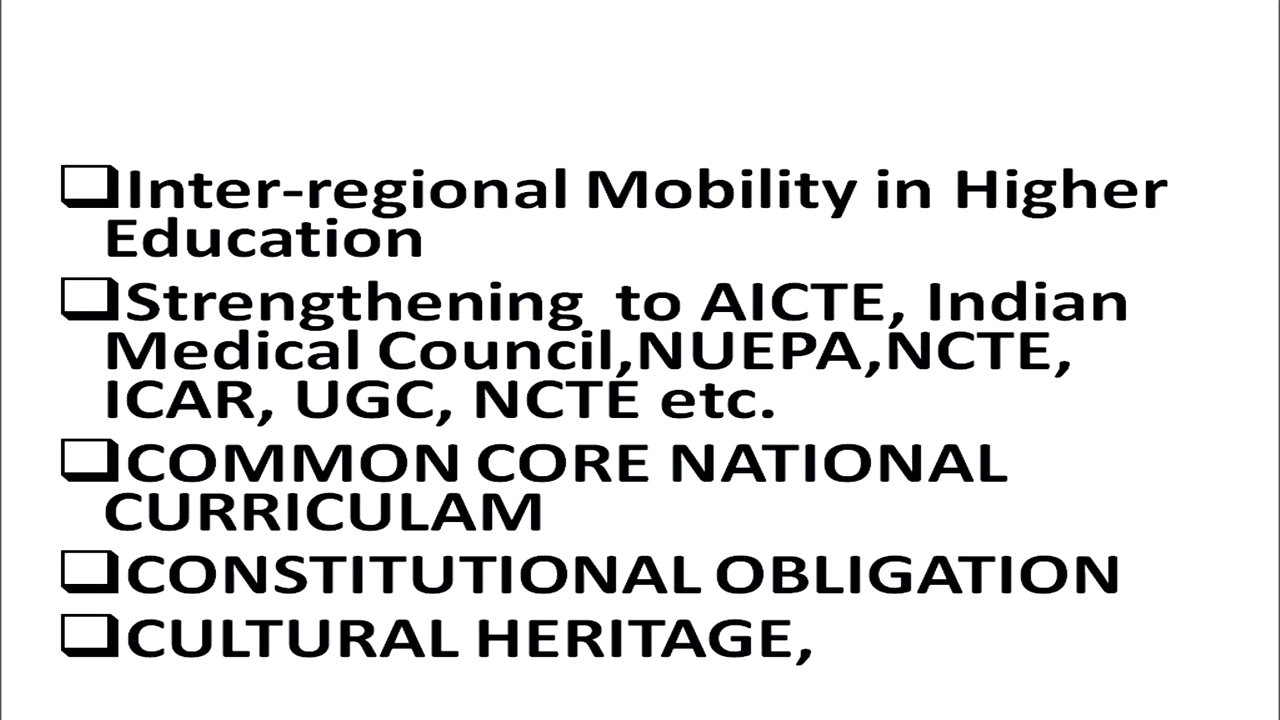 ❑Inter-regional Mobility in Higher
Education
❑Strengthening  to AICTE, Indian
Medical Council,NUEPA,NCTE,
ICAR, UGC, NCTE etc.
❑COMMON CORE NATIONAL
CURRICULAM
❑CONSTITUTIONAL OBLIGATION
❑CULTURAL HERITAGE,